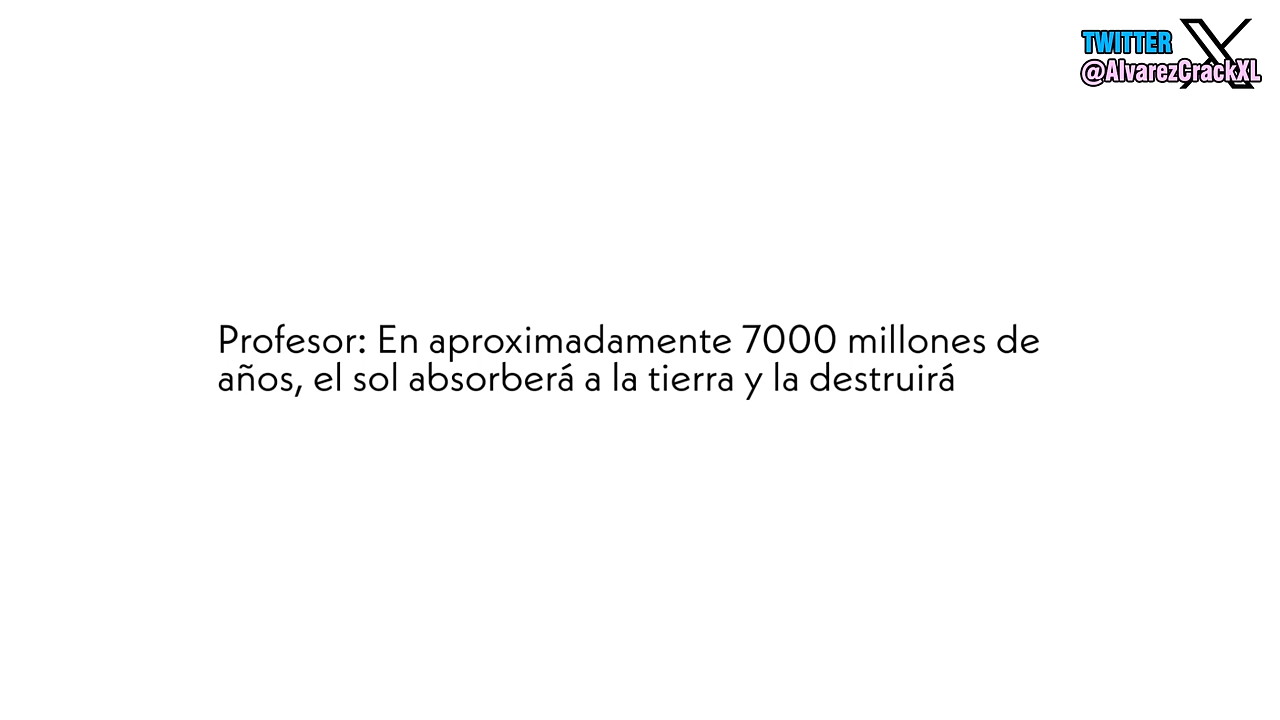 TWITTER
@AlvarezCrackXL
Profesor: En aproximadamente 7000 millones de
años, el sol absorberá a la tierra y la destruirá